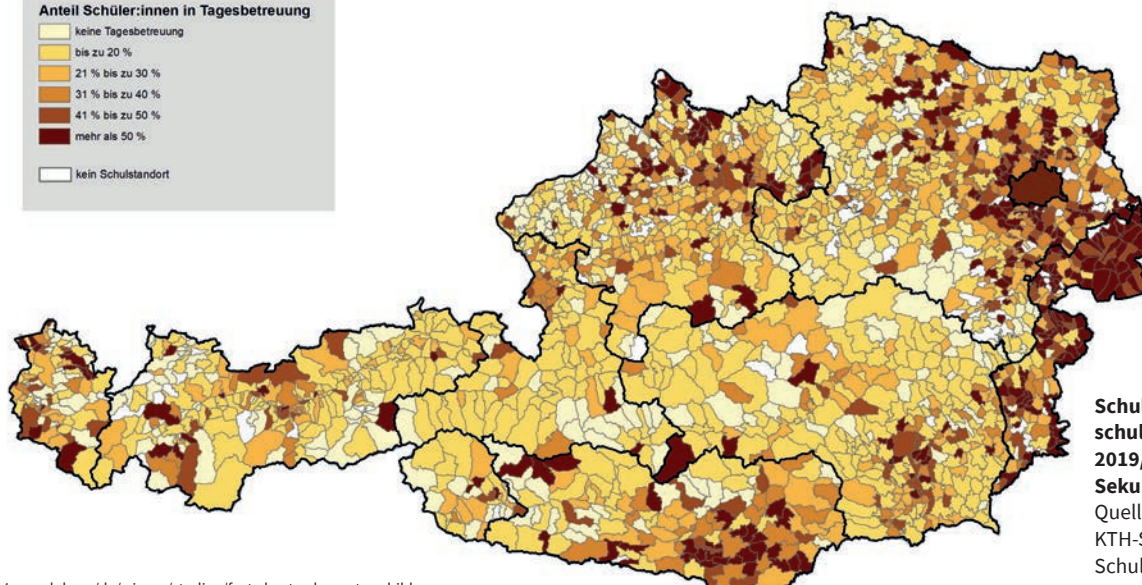 Anteil Schüler:innen in Tagesbetreuung
keine Tagesbetreuung
bis zu 20 %
21 % bis zu 30 %
31 % bis zu 40 %
41 % bis zu 50 %
mehr als 50 %
kein Schulstandort
Schul
schul
2019/
Seku
Quell
KTH-S
Schul